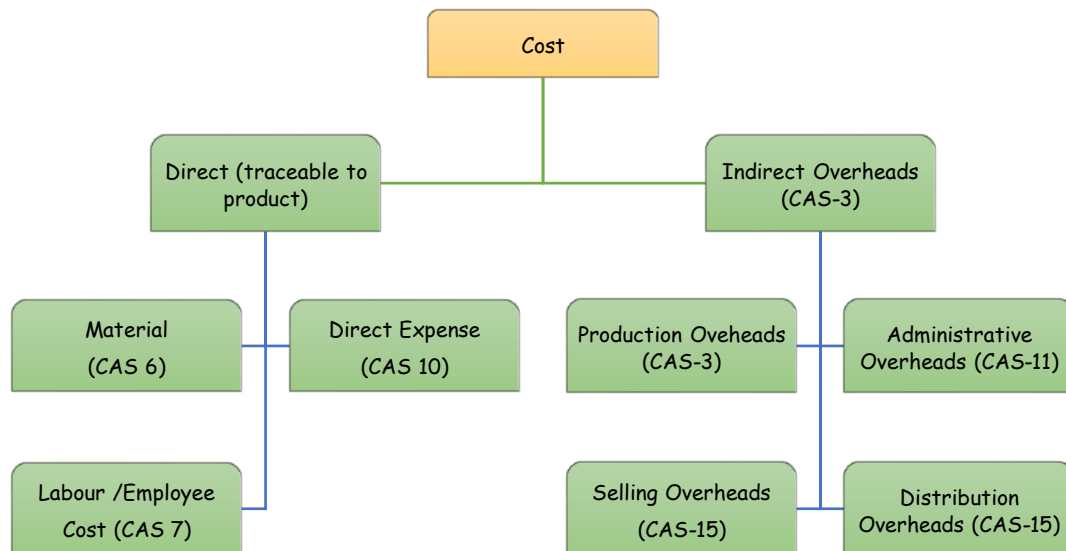 Cost
Direct (traceable to
product)
Indirect Overheads
(CAS-3)
Material
(CAS 6)
Direct Expense
(CAS 10)
Production Oveheads
(CAS-3)
Administrative
Overheads (CAS-11)
Labour /Employee
Cost (CAS 7)
Selling Overheads
(CAS-15)
Distribution
Overheads (CAS-15)